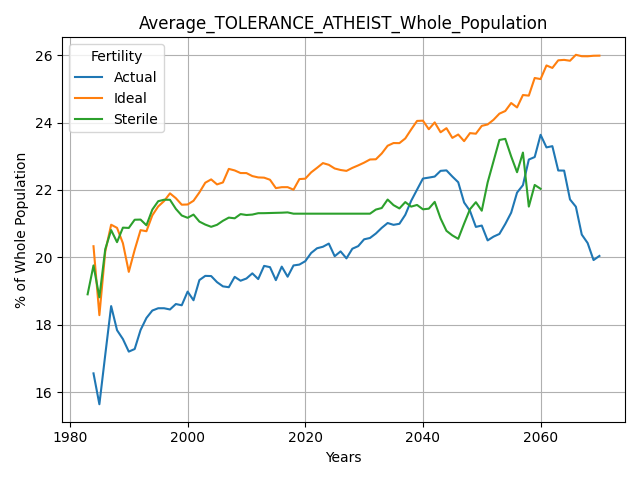 Average_TOLERANCE_ATHEIST_Whole_Population
Fertility
Actual
Ideal
Sterile
% of Whole Population
26
24
22
20
18
16
1980
2000
2020
2040
2060
Years